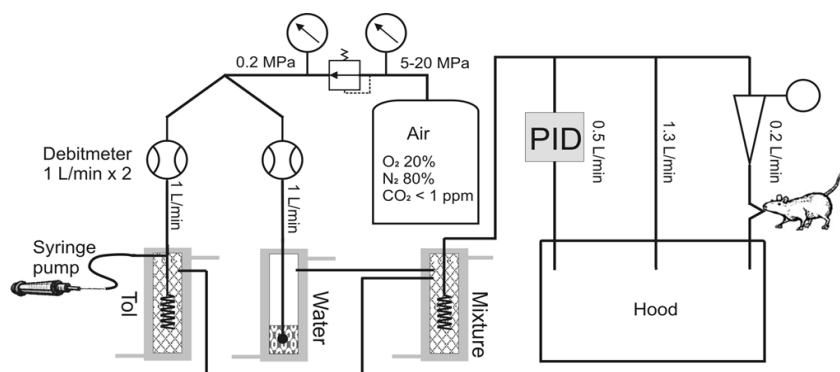 0.2 MPa
5-20 MPa
Air
O₂ 20%
N₂ 80%
CO₂ < 1 ppm
Debitmeter
1 L/min x 2
1 L/min
1 L/min
Syringe
pump
Tol
Water
Mixture
PID
0.5 L/min
1.3 L/min
0.2 L/min
Hood